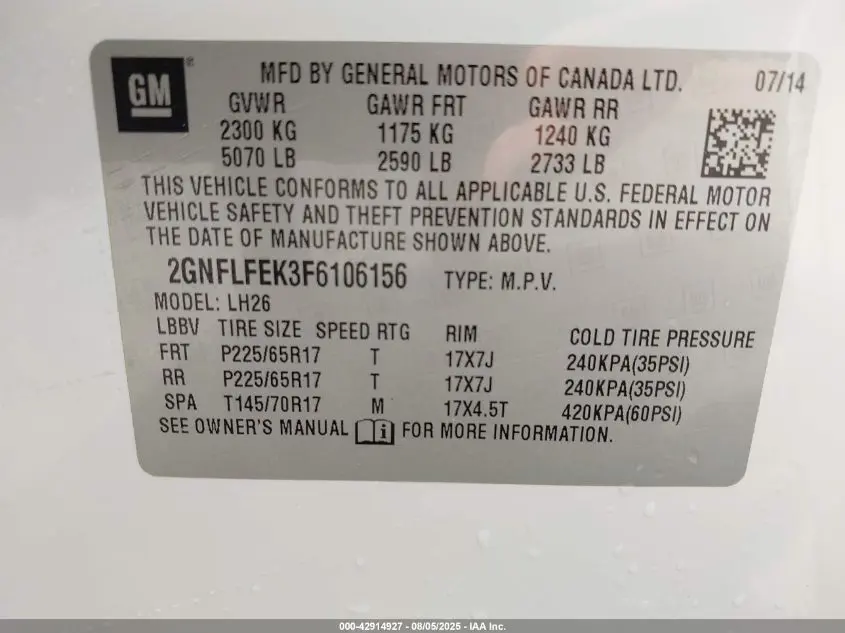 GM ® MFD BY GENERAL MOTORS OF CANADA LTD. 07/14
GVWR GAWR FRT GAWR RR
2300 KG 1175 KG 1240 KG
5070 LB 2590 LB 2733 LB
THIS VEHICLE CONFORMS TO ALL APPLICABLE U.S. FEDERAL MOTOR
VEHICLE SAFETY AND THEFT PREVENTION STANDARDS IN EFFECT ON
THE DATE OF MANUFACTURE SHOWN ABOVE.
2GNFLFEK3F6106156 TYPE: M.P.V.
MODEL: LH26
LBBV TIRE SIZE SPEED RTG RIM COLD TIRE PRESSURE
FRT P225/65R17 T 17X7J 240KPA(35PSI)
RR P225/65R17 T 17X7J 240KPA(35PSI)
SPA T145/70R17 M 17X4.5T 420KPA(60PSI)
SEE OWNER'S MANUAL i FOR MORE INFORMATION.
000-42914927 - 08/05/2025 - IAA Inc.